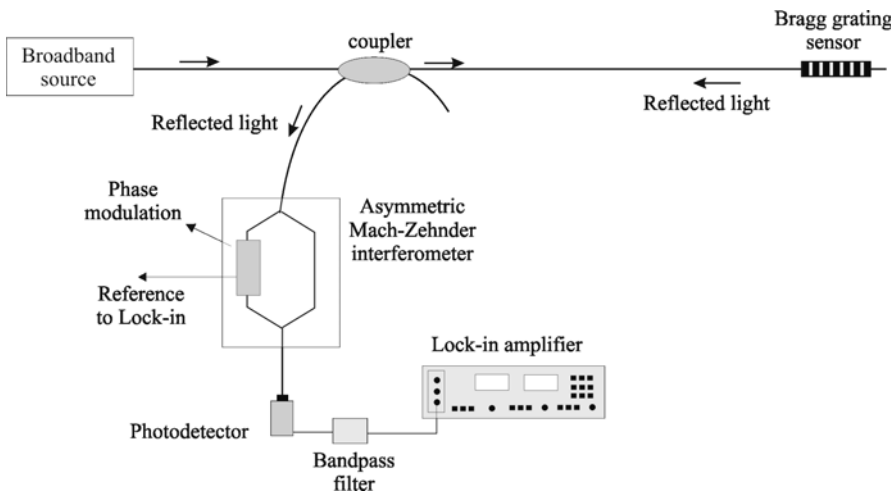 Broadband
source
coupler
Bragg grating
sensor
Reflected light
Reflected light
Phase
modulation
Asymmetric
Mach-Zehnder
interferometer
Reference
to Lock-in
Lock-in amplifier
Photodetector
Bandpass
filter